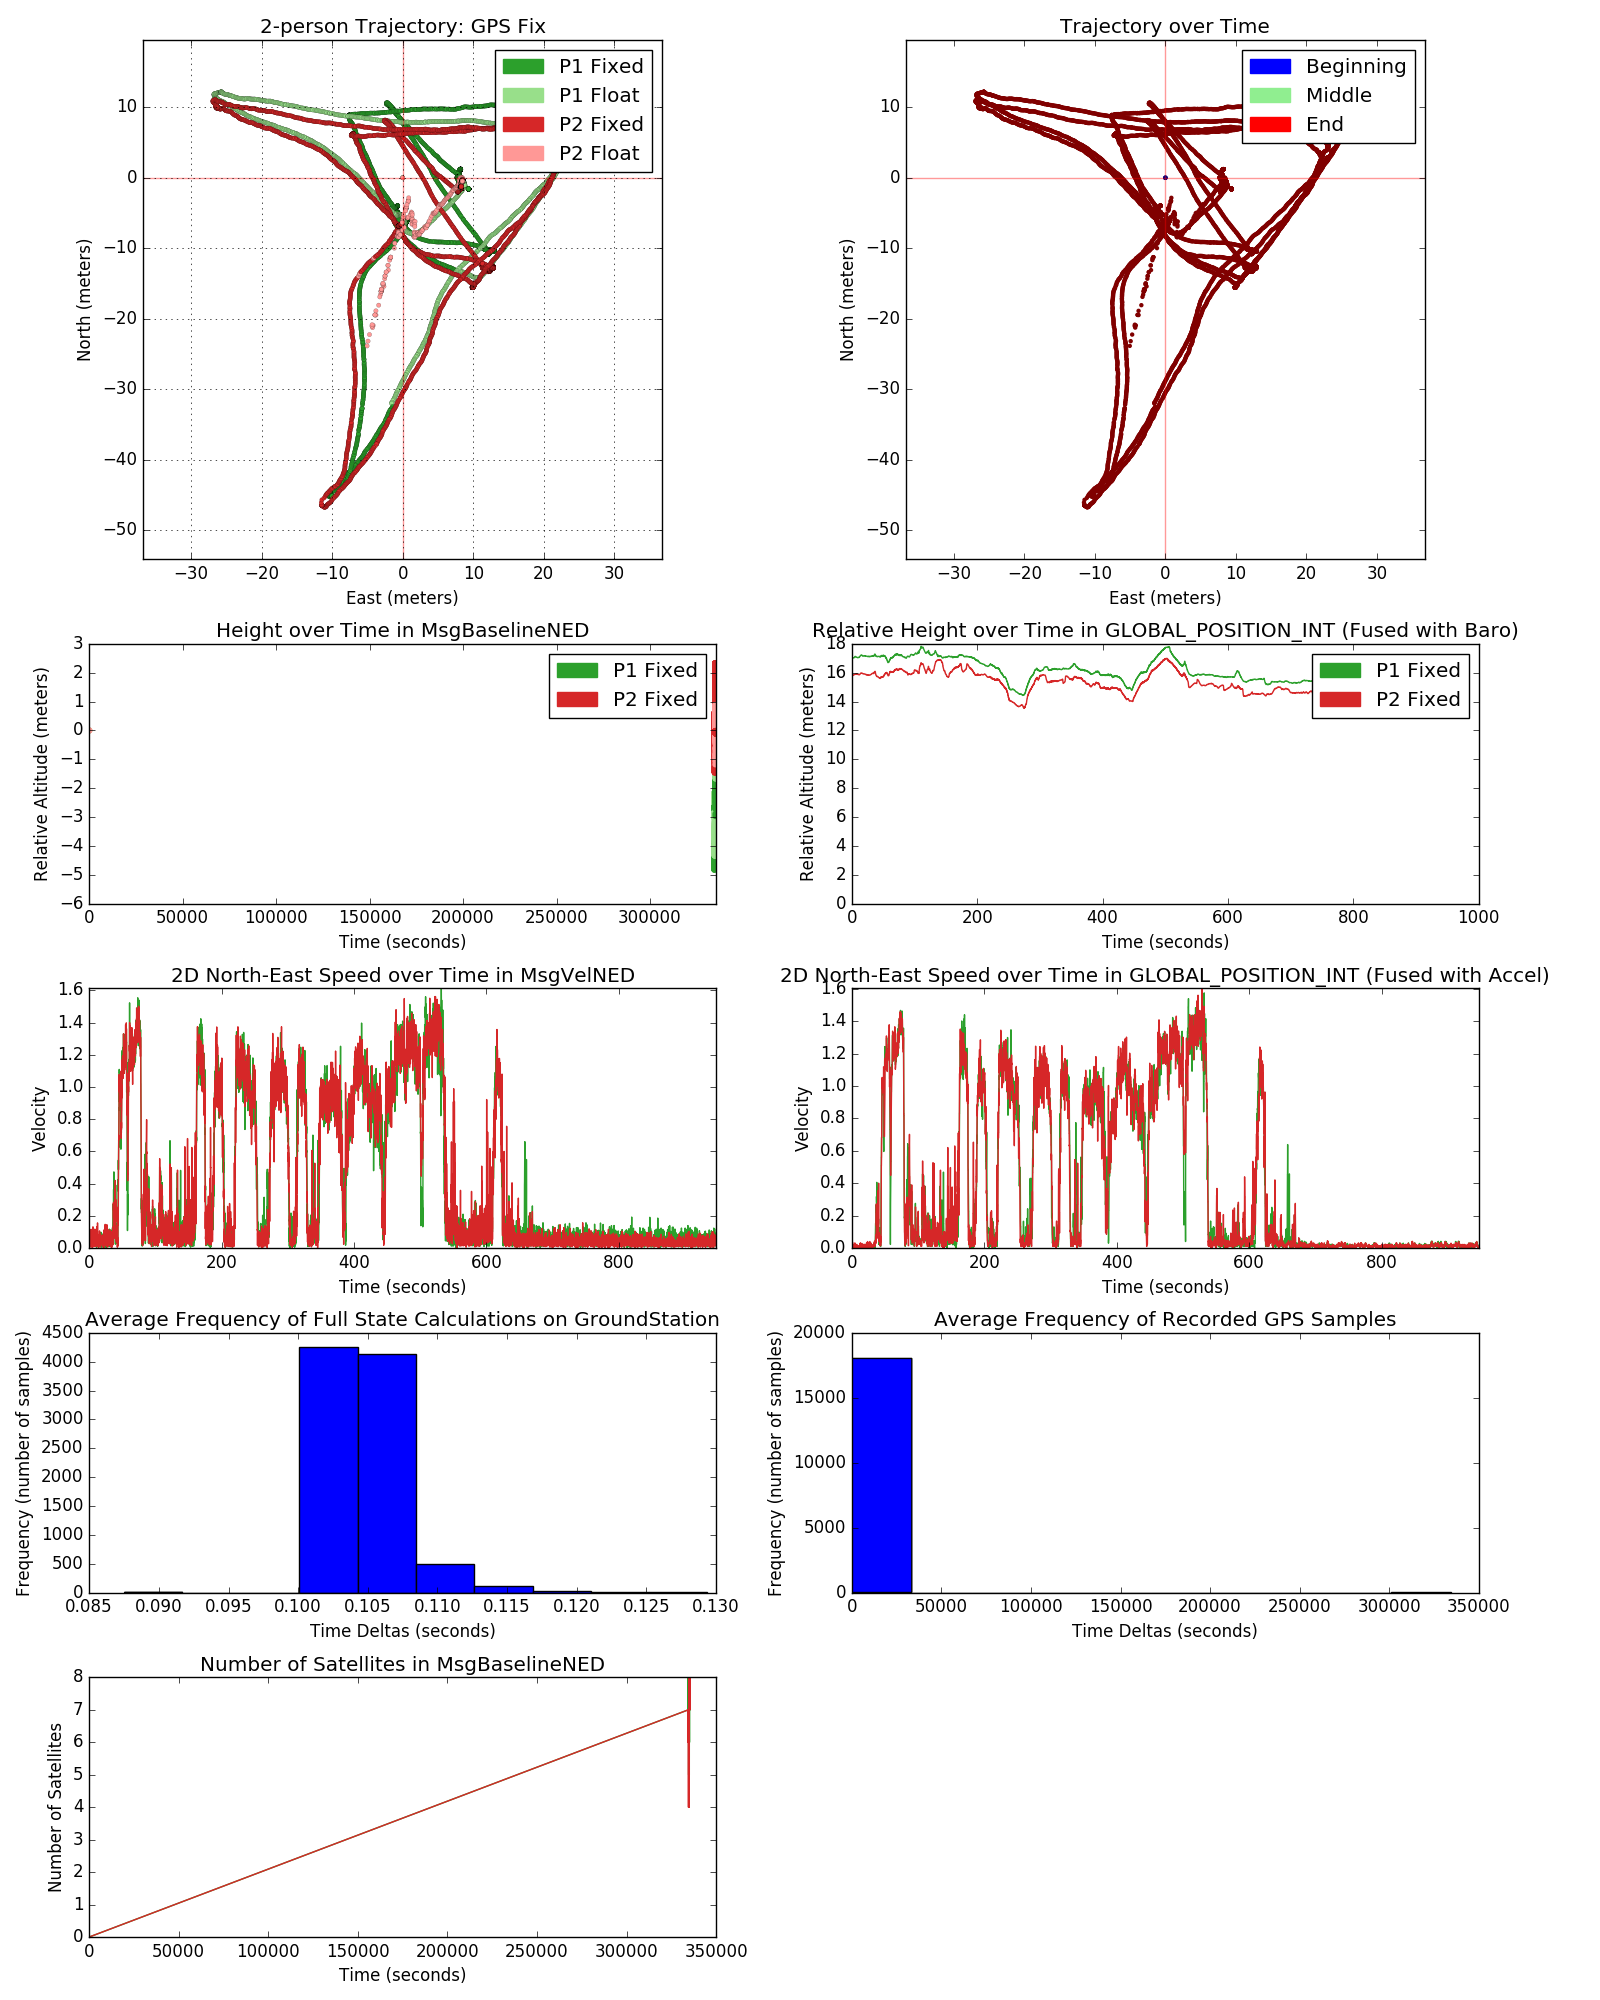 2-person Trajectory: GPS Fix
P1 Fixed
P1 Float
P2 Fixed
P2 Float
10
0
−10
−20
−30
−40
−50
North (meters)
−30 −20 −10 0 10 20 30
East (meters)
Trajectory over Time
Beginning
Middle
End
10
0
−10
−20
−30
−40
−50
North (meters)
−30 −20 −10 0 10 20 30
East (meters)
Height over Time in MsgBaselineNED
P1 Fixed
P2 Fixed
3
2
1
0
−1
−2
−3
−4
−5
−6
Relative Altitude (meters)
0 50000 100000 150000 200000 250000 300000
Time (seconds)
Relative Height over Time in GLOBAL_POSITION_INT (Fused with Baro)
P1 Fixed
P2 Fixed
18
16
14
12
10
8
6
4
2
0
Relative Altitude (meters)
0 200 400 600 800 1000
Time (seconds)
2D North-East Speed over Time in MsgVelNED
1.6
1.4
1.2
1.0
0.8
0.6
0.4
0.2
0.0
Velocity
0 200 400 600 800
Time (seconds)
2D North-East Speed over Time in GLOBAL_POSITION_INT (Fused with Accel)
1.6
1.4
1.2
1.0
0.8
0.6
0.4
0.2
0.0
Velocity
0 200 400 600 800
Time (seconds)
Average Frequency of Full State Calculations on GroundStation
4500
4000
3500
3000
2500
2000
1500
1000
500
0
Frequency (number of samples)
0.085 0.090 0.095 0.100 0.105 0.110 0.115 0.120 0.125 0.130
Time Deltas (seconds)
Average Frequency of Recorded GPS Samples
20000
15000
10000
5000
0
Frequency (number of samples)
0 50000 100000 150000 200000 250000 300000 350000
Time Deltas (seconds)
Number of Satellites in MsgBaselineNED
8
7
6
5
4
3
2
1
0
Number of Satellites
0 50000 100000 150000 200000 250000 300000 350000
Time (seconds)